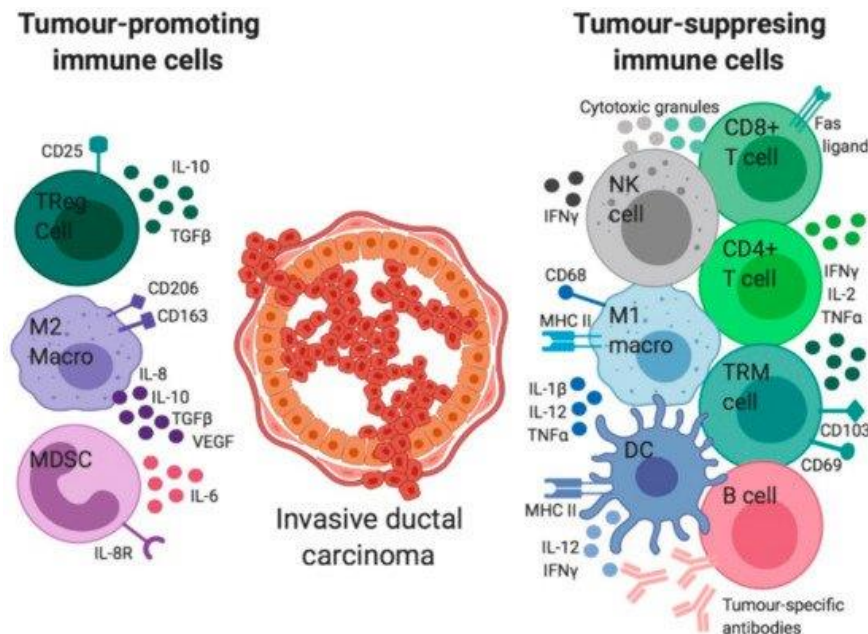 Tumour-promoting
immune cells
CD25
IL-10
TReg
Cell
TGFβ
CD206
CD163
M2
Macro
IL-8
IL-10
TGFβ
VEGF
MDSC
IL-6
IL-8R
Invasive ductal
carcinoma
Tumour-suppresing
immune cells
Cytotoxic granules
CD8+
T cell
Fas
ligand
NK
cell
IFNγ
CD4+
T cell
IFNγ
IL-2
TNFα
CD68
MHC II
M1
macro
IL-1β
IL-12
TNFα
TRM
cell
CD103
CD69
DC
MHC II
IL-12
IFNγ
B cell
Tumour-specific
antibodies